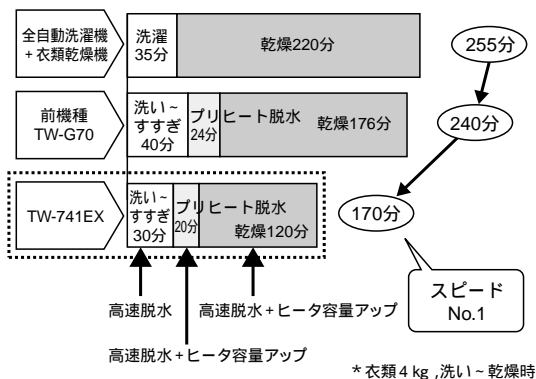 全自動洗濯機
+衣類乾燥機
洗濯
35分
乾燥220分
255分
前機種
TW-G70
洗い~
すすぎ
40分
プリヒート脱水
24分
乾燥176分
240分
TW-741EX
洗い~
すすぎ
30分
プリヒート脱水
20分
乾燥120分
170分
高速脱水
高速脱水+ヒータ容量アップ
高速脱水+ヒータ容量アップ
スピード
No.1
*衣類4kg,洗い~乾燥時